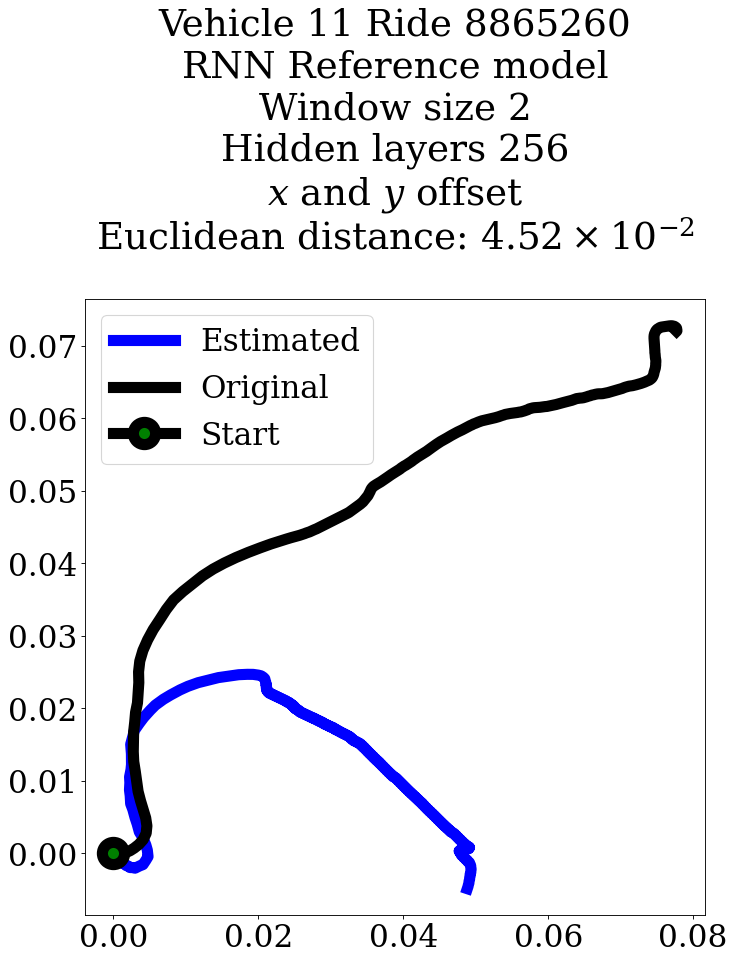 Vehicle 11 Ride 8865260
RNN Reference model
Window size 2
Hidden layers 256
x and y offset
Euclidean distance: 4.52 × 10⁻²
Estimated
Original
Start
0.07
0.06
0.05
0.04
0.03
0.02
0.01
0.00
0.00 0.02 0.04 0.06 0.08